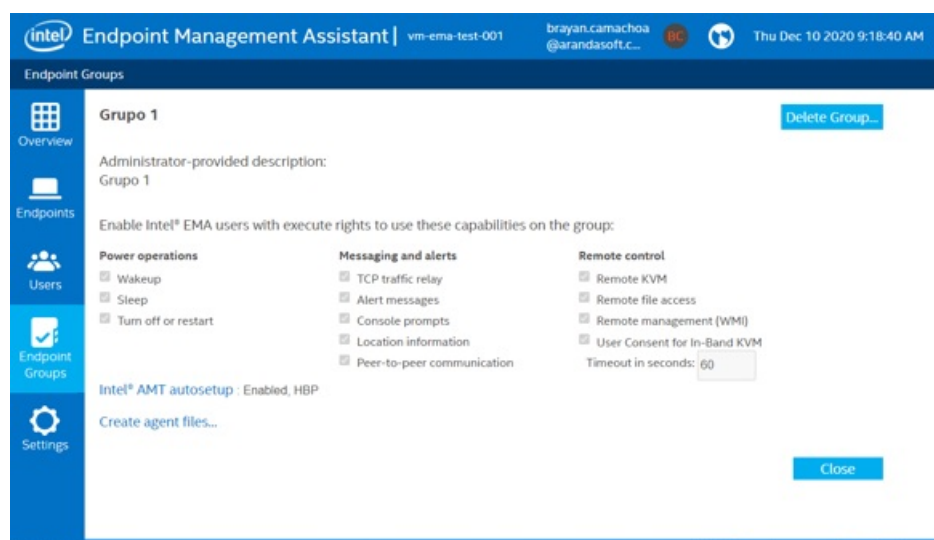 intel Endpoint Management Assistant | vm-ema-test-001 brayan.camachoa @arandasoft.c... BC Thu Dec 10 2020 9:18:40 AM
Endpoint Groups
Overview
Endpoints
Users
Endpoint Groups
Settings
Grupo 1
Delete Group...
Administrator-provided description:
Grupo 1
Enable Intel® EMA users with execute rights to use these capabilities on the group:
Power operations
Wakeup
Sleep
Turn off or restart
Messaging and alerts
TCP traffic relay
Alert messages
Console prompts
Location information
Peer-to-peer communication
Remote control
Remote KVM
Remote file access
Remote management (WMI)
User Consent for In-Band KVM
Timeout in seconds: 60
Intel® AMT autosetup : Enabled, HBP
Create agent files...
Close